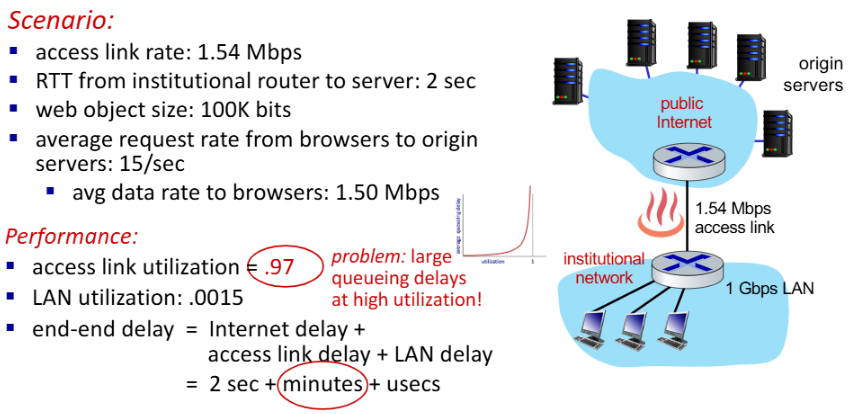 Scenario:
▪ access link rate: 1.54 Mbps
▪ RTT from institutional router to server: 2 sec
▪ web object size: 100K bits
▪ average request rate from browsers to origin
servers: 15/sec
▪ avg data rate to browsers: 1.50 Mbps
Performance:
▪ access link utilization = .97
problem: large
queueing delays
at high utilization!
▪ LAN utilization: .0015
▪ end-end delay = Internet delay +
access link delay + LAN delay
= 2 sec + minutes + usecs
average queueing delay
utilization
1
origin
servers
public
Internet
1.54 Mbps
access link
institutional
network
1 Gbps LAN